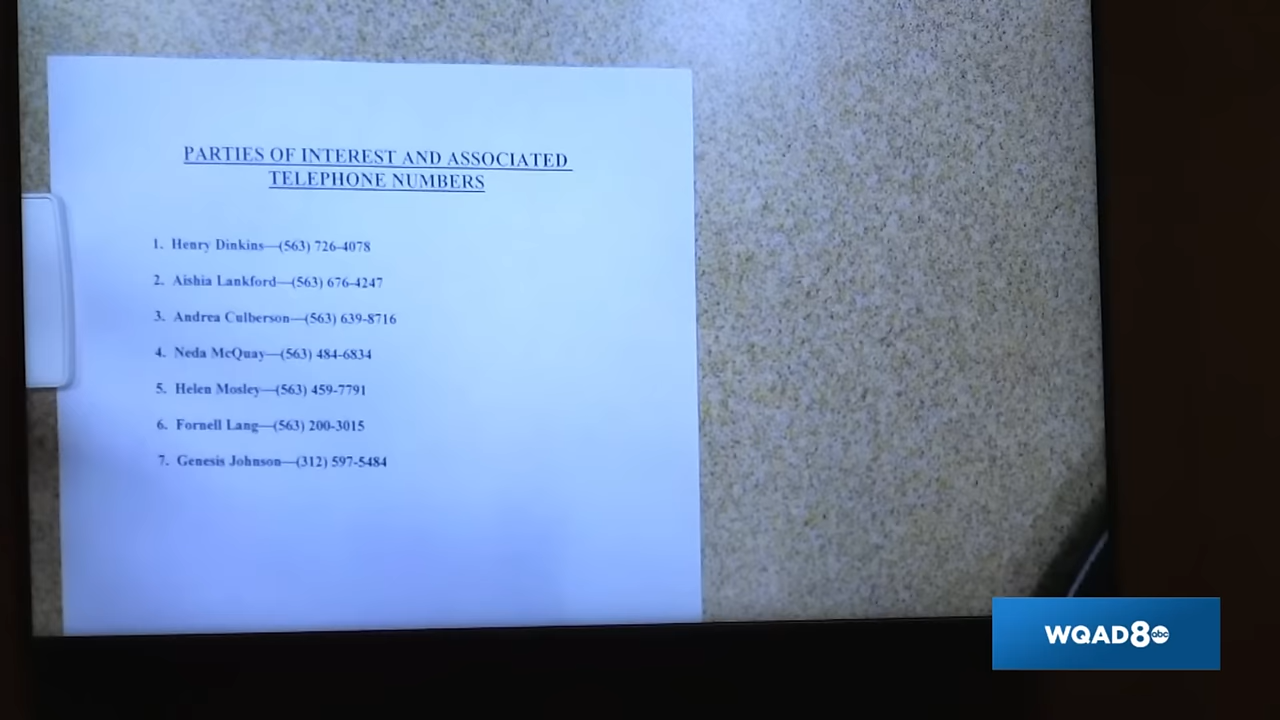 PARTIES OF INTEREST AND ASSOCIATED
TELEPHONE NUMBERS
1. Henry Dinkins—(563) 726-4078
2. Aishia Lankford—(563) 676-4247
3. Andrea Culberson—(563) 639-8716
4. Neda McQuay—(563) 484-6834
5. Helen Mosley—(563) 459-7791
6. Fornell Lang—(563) 200-3015
7. Genesis Johnson—(312) 597-5484
WQAD8 abc